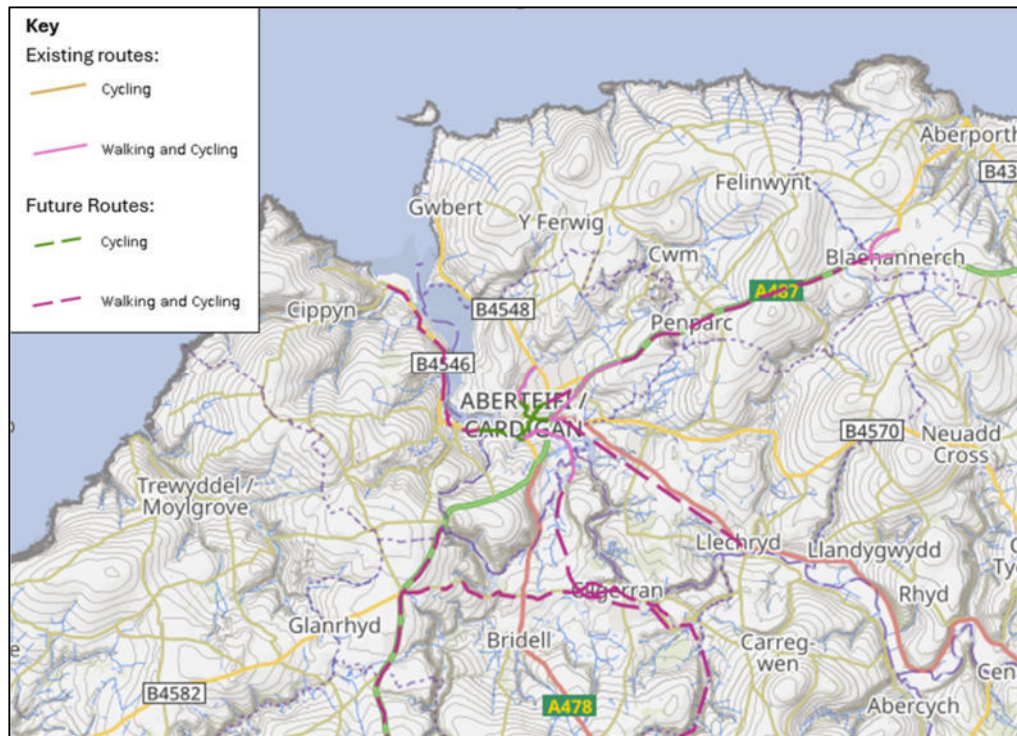 Key
Existing routes:
Cycling
Walking and Cycling
Future Routes:
Cycling
Walking and Cycling
Aberporth
B43
Felinwynt
Gwbert
Y Ferwig
Cwm
Blaenannerch
A487
Cippyn
B4548
Penparc
B4546
ABERTEIFI /
CARDIGAN
B4570
Neuadd
Cross
Trewyddel /
Moylgrove
Llechryd
Llandygwydd
Ty
Cilgerran
Rhyd
Glanrhyd
Bridell
Carreg-
wen
Cen
B4582
A478
Abercych